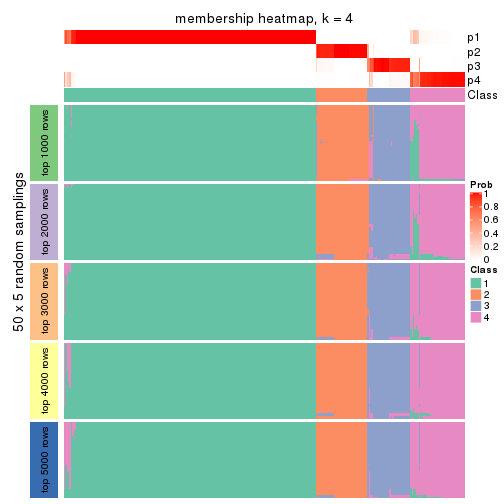 membership heatmap, k = 4
p1
p2
p3
p4
Class
50 x 5 random samplings
top 1000 rows
top 2000 rows
top 3000 rows
top 4000 rows
top 5000 rows
Prob
1
0.8
0.6
0.4
0.2
0
Class
1
2
3
4